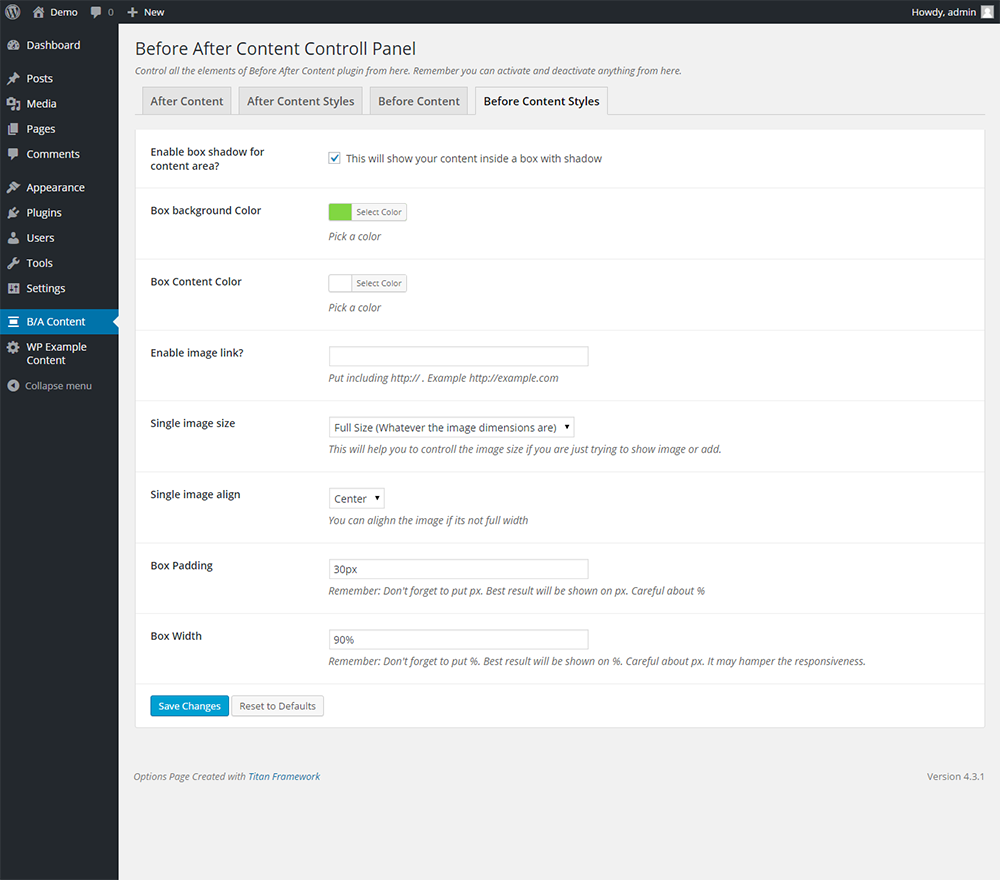 Demo 0 New Howdy, admin
Dashboard
Posts
Media
Pages
Comments
Appearance
Plugins
Users
Tools
Settings
B/A Content
WP Example
Content
Collapse menu
Before After Content Controll Panel
Control all the elements of Before After Content plugin from here. Remember you can activate and deactivate anything from here.
After Content After Content Styles Before Content Before Content Styles
Enable box shadow for
content area?
This will show your content inside a box with shadow
Box background Color
Select Color
Pick a color
Box Content Color
Select Color
Pick a color
Enable image link?
Put including http:// . Example http://example.com
Single image size
Full Size (Whatever the image dimensions are)
This will help you to controll the image size if you are just trying to show image or add.
Single image align
Center
You can alighn the image if its not full width
Box Padding
30px
Remember: Don't forget to put px. Best result will be shown on px. Careful about %
Box Width
90%
Remember: Don't forget to put %. Best result will be shown on %. Careful about px. It may hamper the responsiveness.
Save Changes Reset to Defaults
Options Page Created with Titan Framework
Version 4.3.1